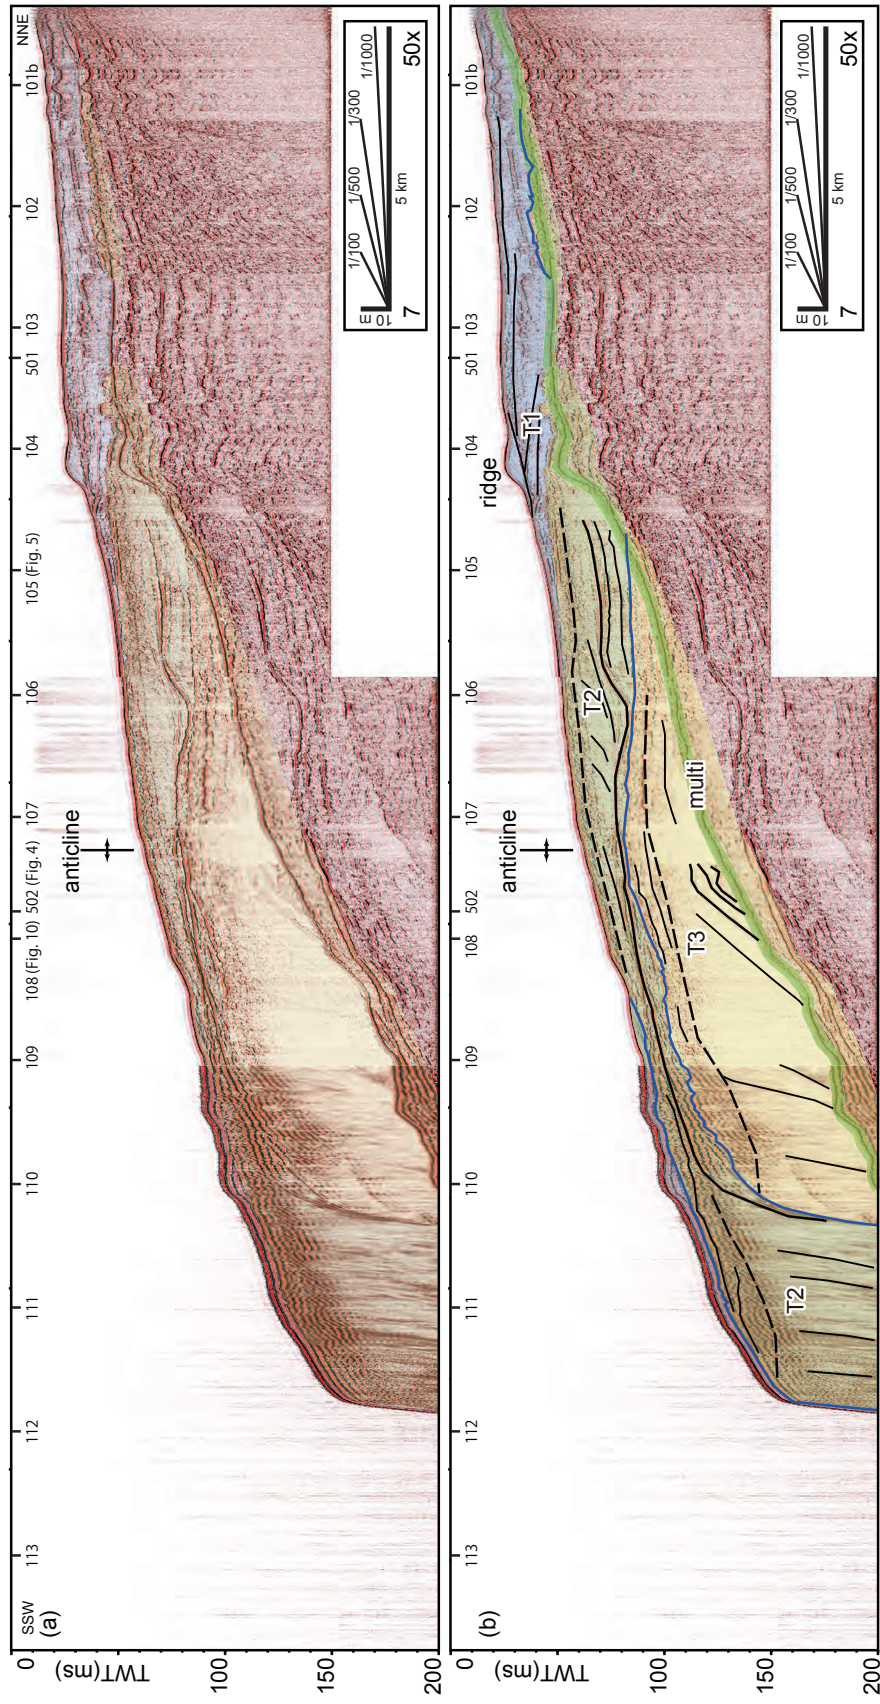 SSW
NNE
(a)
113
112
111
110
109
108 (Fig. 10)
502 (Fig. 4)
107
106
105 (Fig. 5)
104
501
103
102
101b
anticline
0
100
200
TWT(ms)
10 m
1/100
1/500
1/300
1/1000
5 km
7
50x
(b)
113
112
111
110
109
108
502
107
106
105
104
501
103
102
101b
anticline
ridge
T1
T2
multi
T3
T2
0
100
200
TWT(ms)
10 m
1/100
1/500
1/300
1/1000
5 km
7
50x